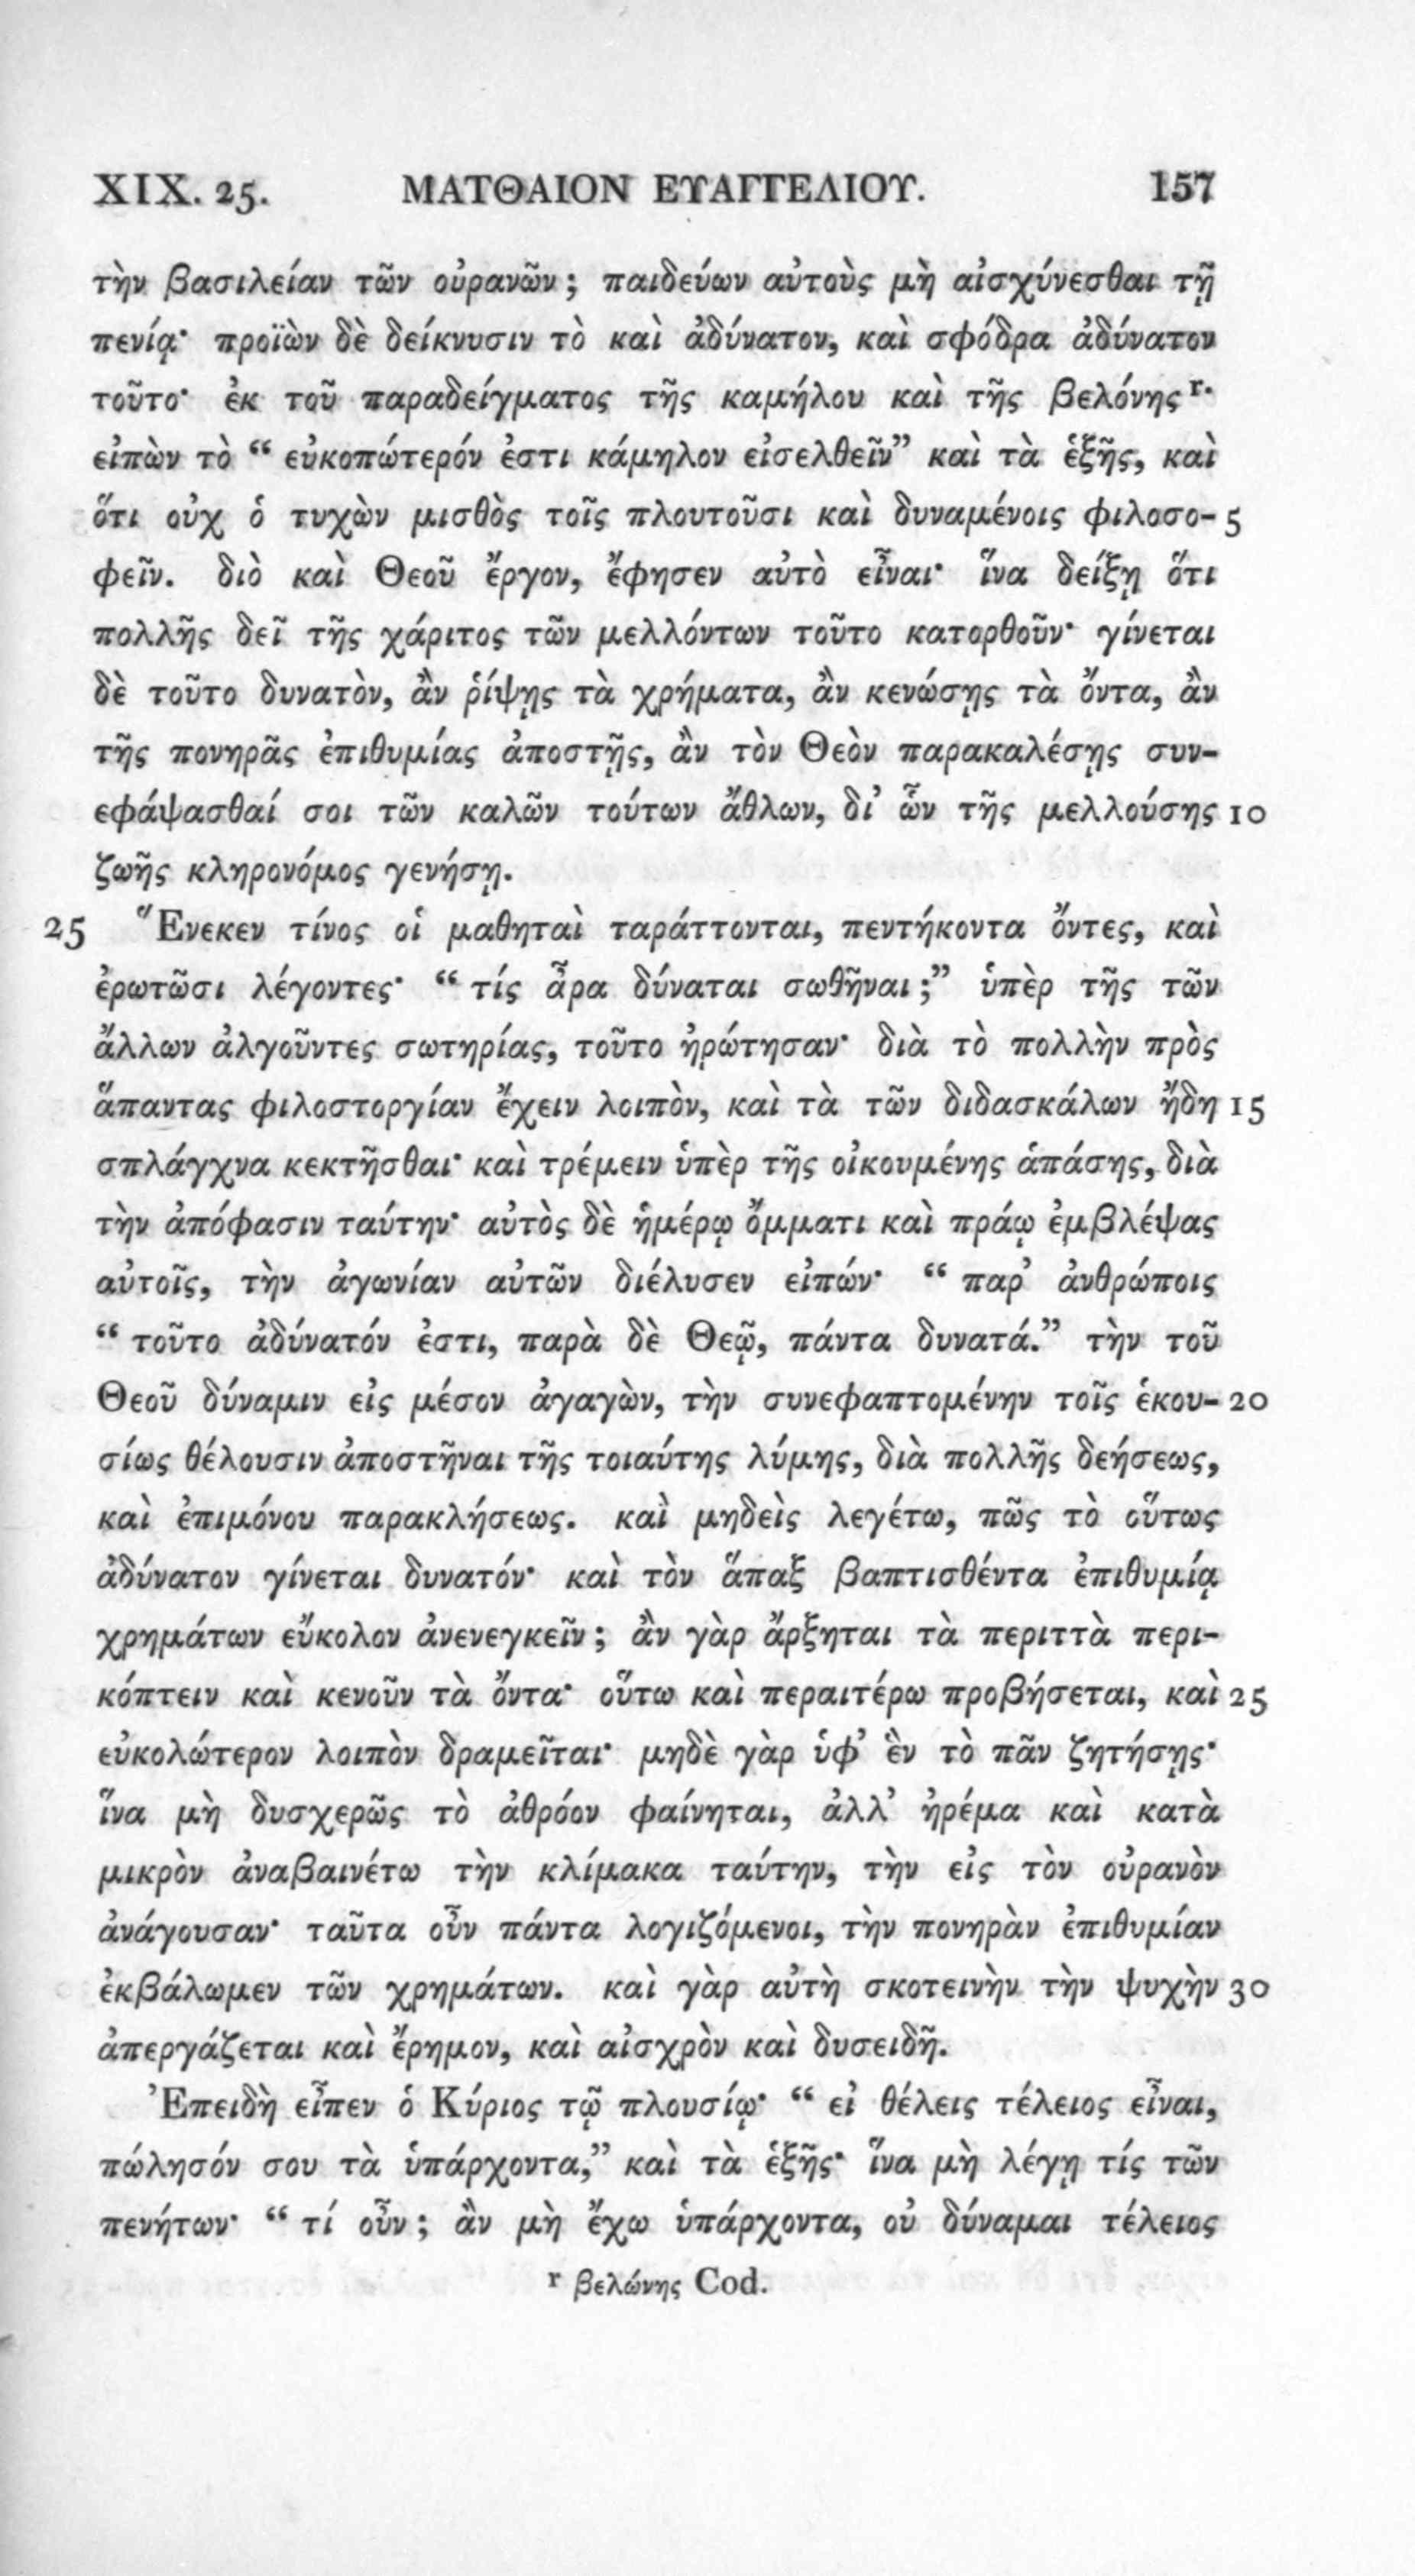 XIX. 25. ΜΑΤΘΑΙΟΝ ΕΥΑΓΓΕΛΙΟΥ. 157
τὴν βασιλείαν τῶν οὐρανῶν; παιδεύων αὐτοὺς μὴ αἰσχύνεσθαι τῇ
πενίᾳ· προϊὼν δὲ δείκνυσιν τὸ καὶ ἀδύνατον, καὶ σφόδρα ἀδύνατον
τοῦτο· ἐκ τοῦ παραδείγματος τῆς καμήλου καὶ τῆς βελόνης r·
εἰπὼν τὸ “ εὐκοπώτερόν ἐστι κάμηλον εἰσελθεῖν” καὶ τὰ ἑξῆς, καὶ
ὅτι οὐχ ὁ τυχὼν μισθὸς τοῖς πλουτοῦσι καὶ δυναμένοις φιλοσο- 5
φεῖν. διὸ καὶ Θεοῦ ἔργον, ἔφησεν αὐτὸ εἶναι· ἵνα δείξῃ ὅτι
πολλῆς δεῖ τῆς χάριτος τῶν μελλόντων τοῦτο κατορθοῦν· γίνεται
δὲ τοῦτο δυνατὸν, ἂν ῥίψῃς τὰ χρήματα, ἂν κενώσῃς τὰ ὄντα, ἂν
τῆς πονηρᾶς ἐπιθυμίας ἀποστῇς, ἂν τὸν Θεὸν παρακαλέσῃς συν-
εφάψασθαί σοι τῶν καλῶν τούτων ἄθλων, δι’ ὧν τῆς μελλούσης 10
ζωῆς κληρονόμος γενήσῃ.
25 Ἕνεκεν τίνος οἱ μαθηταὶ ταράττονται, πεντήκοντα ὄντες, καὶ
ἐρωτῶσι λέγοντες· “ τίς ἆρα δύναται σωθῆναι;” ὑπὲρ τῆς τῶν
ἄλλων ἀλγοῦντες σωτηρίας, τοῦτο ἠρώτησαν· διὰ τὸ πολλὴν πρὸς
ἅπαντας φιλοστοργίαν ἔχειν λοιπὸν, καὶ τὰ τῶν διδασκάλων ἤδη 15
σπλάγχνα κεκτῆσθαι· καὶ τρέμειν ὑπὲρ τῆς οἰκουμένης ἁπάσης, διὰ
τὴν ἀπόφασιν ταύτην· αὐτὸς δὲ ἡμέρῳ ὄμματι καὶ πράῳ ἐμβλέψας
αὐτοῖς, τὴν ἀγωνίαν αὐτῶν διέλυσεν εἰπών· “ παρ’ ἀνθρώποις
“ τοῦτο ἀδύνατόν ἐστι, παρὰ δὲ Θεῷ, πάντα δυνατά.” τὴν τοῦ
Θεοῦ δύναμιν εἰς μέσον ἀγαγὼν, τὴν συνεφαπτομένην τοῖς ἑκου- 20
σίως θέλουσιν ἀποστῆναι τῆς τοιαύτης λύμης, διὰ πολλῆς δεήσεως,
καὶ ἐπιμόνου παρακλήσεως. καὶ μηδεὶς λεγέτω, πῶς τὸ οὕτως
ἀδύνατον γίνεται δυνατόν· καὶ τὸν ἅπαξ βαπτισθέντα ἐπιθυμίᾳ
χρημάτων εὔκολον ἀνενεγκεῖν; ἂν γὰρ ἄρξηται τὰ περιττὰ περι-
κόπτειν καὶ κενοῦν τὰ ὄντα· οὕτω καὶ περαιτέρω προβήσεται, καὶ 25
εὐκολώτερον λοιπὸν δραμεῖται· μηδὲ γὰρ ὑφ’ ἓν τὸ πᾶν ζητήσῃς·
ἵνα μὴ δυσχερῶς τὸ ἀθρόον φαίνηται, ἀλλ’ ἠρέμα καὶ κατὰ
μικρὸν ἀναβαινέτω τὴν κλίμακα ταύτην, τὴν εἰς τὸν οὐρανὸν
ἀνάγουσαν· ταῦτα οὖν πάντα λογιζόμενοι, τὴν πονηρὰν ἐπιθυμίαν
ἐκβάλωμεν τῶν χρημάτων. καὶ γὰρ αὐτὴ σκοτεινὴν τὴν ψυχὴν 30
ἀπεργάζεται καὶ ἔρημον, καὶ αἰσχρὸν καὶ δυσειδῆ.
Ἐπειδὴ εἶπεν ὁ Κύριος τῷ πλουσίῳ· “ εἰ θέλεις τέλειος εἶναι,
πώλησόν σου τὰ ὑπάρχοντα,” καὶ τὰ ἑξῆς· ἵνα μὴ λέγῃ τίς τῶν
πενήτων· “ τί οὖν; ἂν μὴ ἔχω ὑπάρχοντα, οὐ δύναμαι τέλειος
r βελώνης Cod.